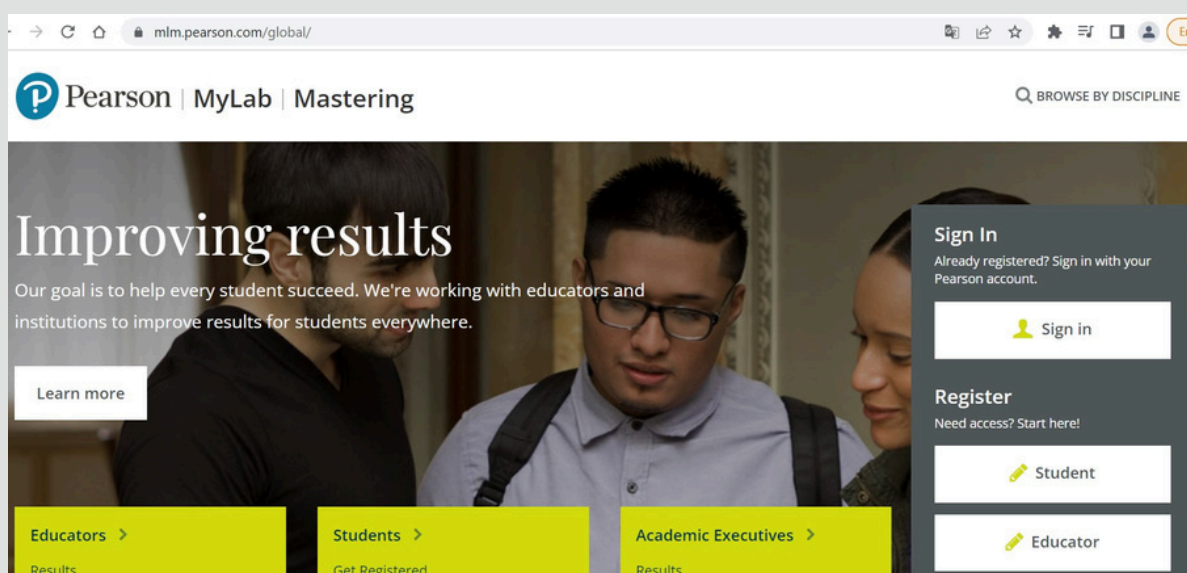 mlm.pearson.com/global/
Pearson | MyLab | Mastering
BROWSE BY DISCIPLINE
Improving results
Our goal is to help every student succeed. We're working with educators and
institutions to improve results for students everywhere.
Learn more
Sign In
Already registered? Sign in with your
Pearson account.
Sign in
Register
Need access? Start here!
Student
Educator
Educators >
Results
Students >
Get Registered
Academic Executives >
Results